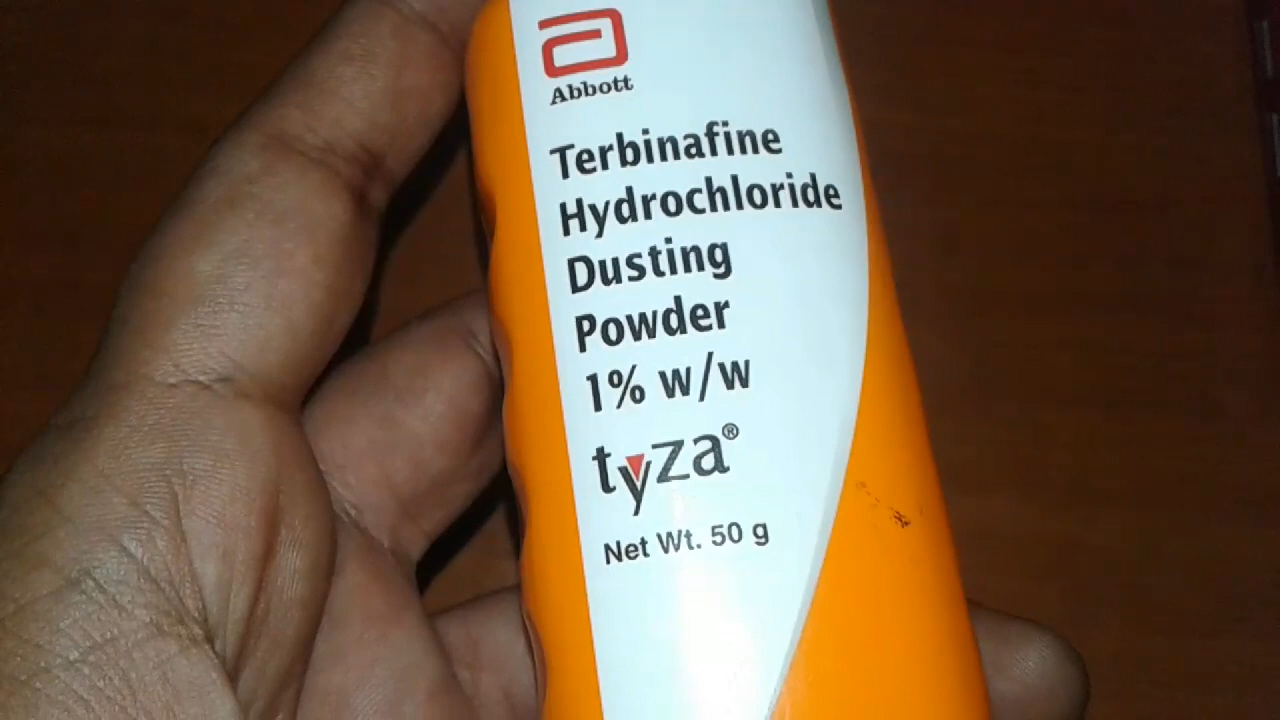 Abbott
Terbinafine
Hydrochloride
Dusting
Powder
1% w/w
tyza®
Net Wt. 50 g